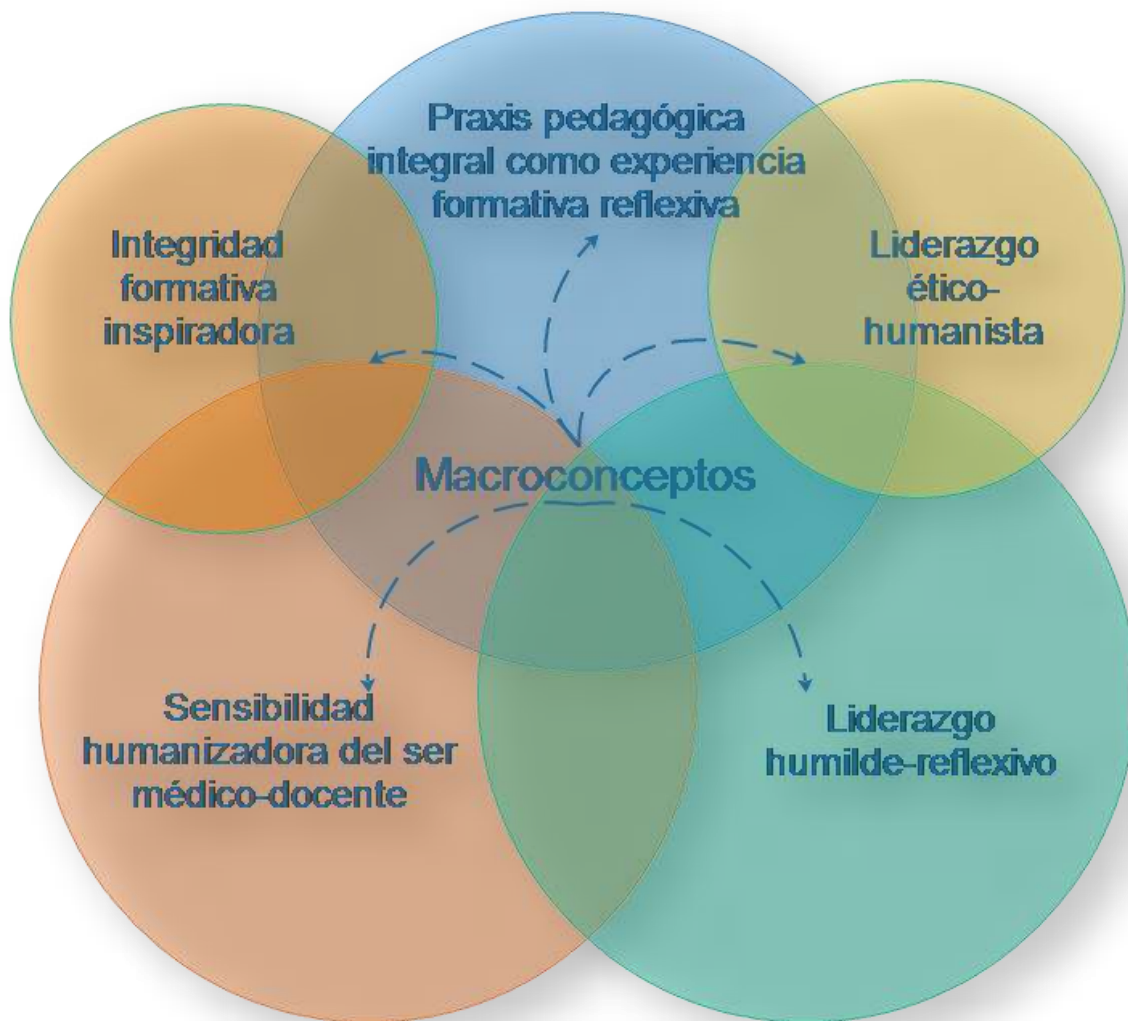 Praxis pedagógica
integral como experiencia
formativa reflexiva
Integridad
formativa
inspiradora
Liderazgo
ético-
humanista
Macroconceptos
Sensibilidad
humanizadora del ser
médico-docente
Liderazgo
humilde-reflexivo